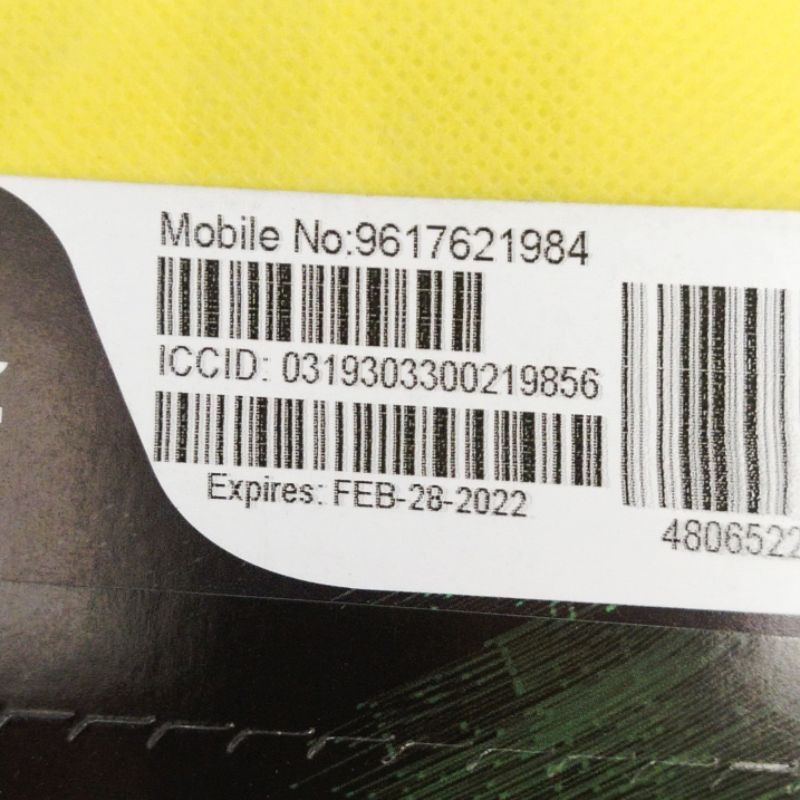 Mobile No:9617621984
ICCID: 0319303300219856
Expires: FEB-28-2022
4806522